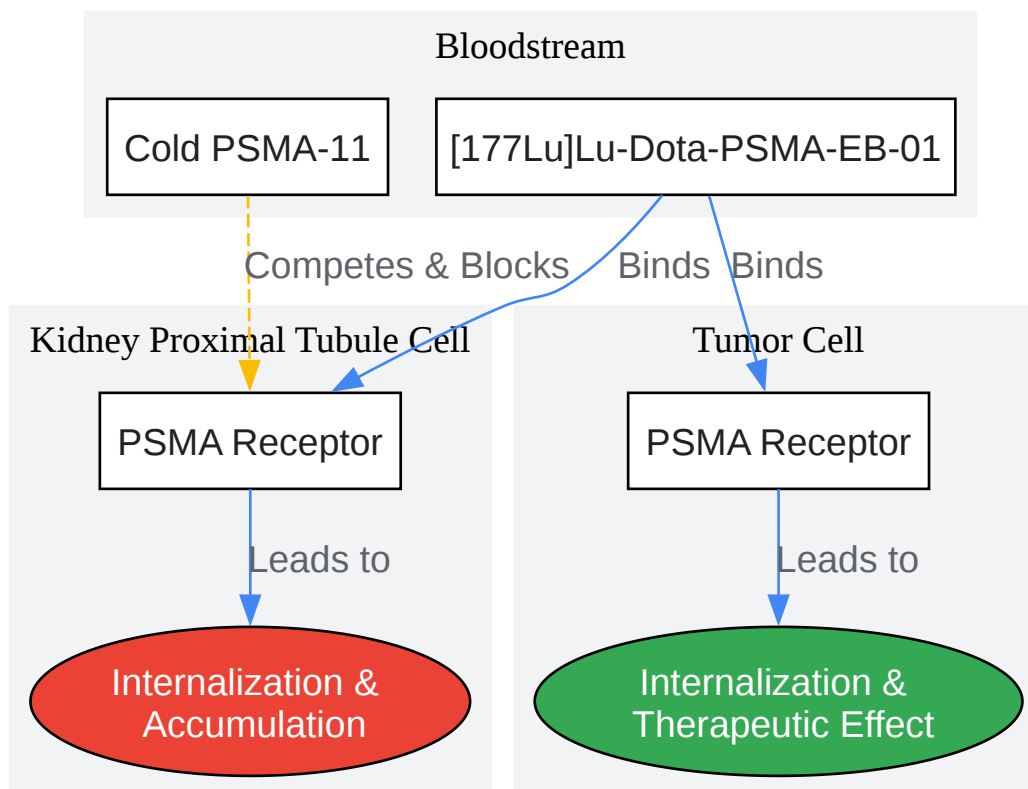 Bloodstream
Cold PSMA-11
[177Lu]Lu-Dota-PSMA-EB-01
Competes & Blocks
Binds
Binds
Kidney Proximal Tubule Cell
Tumor Cell
PSMA Receptor
PSMA Receptor
Leads to
Leads to
Internalization &
Accumulation
Internalization &
Therapeutic Effect